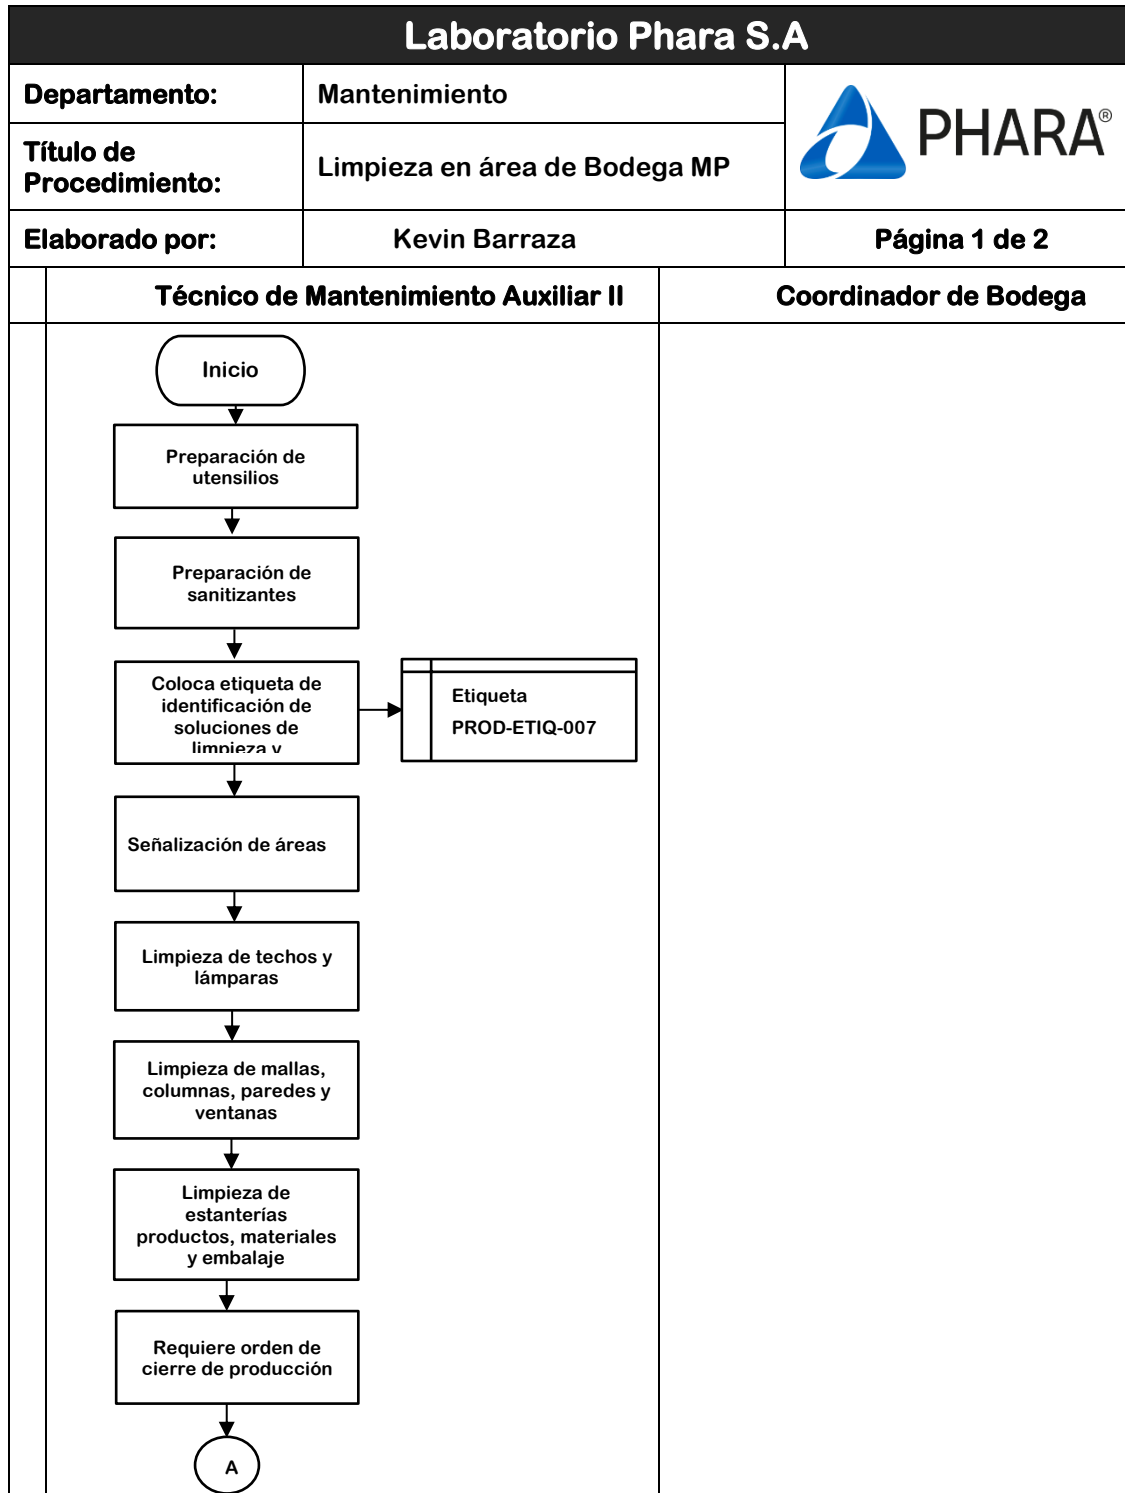 Laboratorio Phara S.A
Departamento:
Mantenimiento
PHARA®
Título de
Procedimiento:
Limpieza en área de Bodega MP
Elaborado por:
Kevin Barraza
Página 1 de 2
Técnico de Mantenimiento Auxiliar II
Coordinador de Bodega
Inicio
Preparación de
utensilios
Preparación de
sanitizantes
Coloca etiqueta de
identificación de
soluciones de
limpieza y
Etiqueta
PROD-ETIQ-007
Señalización de áreas
Limpieza de techos y
lámparas
Limpieza de mallas,
columnas, paredes y
ventanas
Limpieza de
estanterías
productos, materiales
y embalaje
Requiere orden de
cierre de producción
A